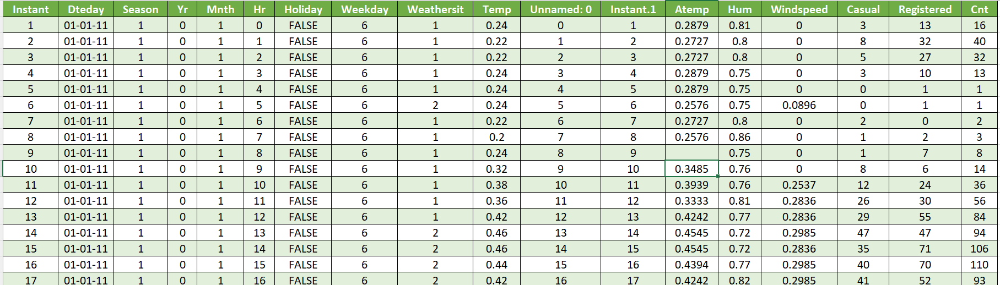 Instant Dteday Season Yr Mnth Hr Holiday Weekday Weathersit Temp Unnamed: 0 Instant.1 Atemp Hum Windspeed Casual Registered Cnt
1 01-01-11 1 0 1 0 FALSE 6 1 0.24 0 1 0.2879 0.81 0 3 13 16
2 01-01-11 1 0 1 1 FALSE 6 1 0.22 1 2 0.2727 0.8 0 8 32 40
3 01-01-11 1 0 1 2 FALSE 6 1 0.22 2 3 0.2727 0.8 0 5 27 32
4 01-01-11 1 0 1 3 FALSE 6 1 0.24 3 4 0.2879 0.75 0 3 10 13
5 01-01-11 1 0 1 4 FALSE 6 1 0.24 4 5 0.2879 0.75 0 0 1 1
6 01-01-11 1 0 1 5 FALSE 6 2 0.24 5 6 0.2576 0.75 0.0896 0 1 1
7 01-01-11 1 0 1 6 FALSE 6 1 0.22 6 7 0.2727 0.8 0 2 0 2
8 01-01-11 1 0 1 7 FALSE 6 1 0.2 7 8 0.2576 0.86 0 1 2 3
9 01-01-11 1 0 1 8 FALSE 6 1 0.24 8 9 0.75 0 1 7 8
10 01-01-11 1 0 1 9 FALSE 6 1 0.32 9 10 0.3485 0.76 0 8 6 14
11 01-01-11 1 0 1 10 FALSE 6 1 0.38 10 11 0.3939 0.76 0.2537 12 24 36
12 01-01-11 1 0 1 11 FALSE 6 1 0.36 11 12 0.3333 0.81 0.2836 26 30 56
13 01-01-11 1 0 1 12 FALSE 6 1 0.42 12 13 0.4242 0.77 0.2836 29 55 84
14 01-01-11 1 0 1 13 FALSE 6 2 0.46 13 14 0.4545 0.72 0.2985 47 47 94
15 01-01-11 1 0 1 14 FALSE 6 2 0.46 14 15 0.4545 0.72 0.2836 35 71 106
16 01-01-11 1 0 1 15 FALSE 6 2 0.44 15 16 0.4394 0.77 0.2985 40 70 110
17 01-01-11 1 0 1 16 FALSE 6 2 0.42 16 17 0.4242 0.82 0.2985 41 52 93